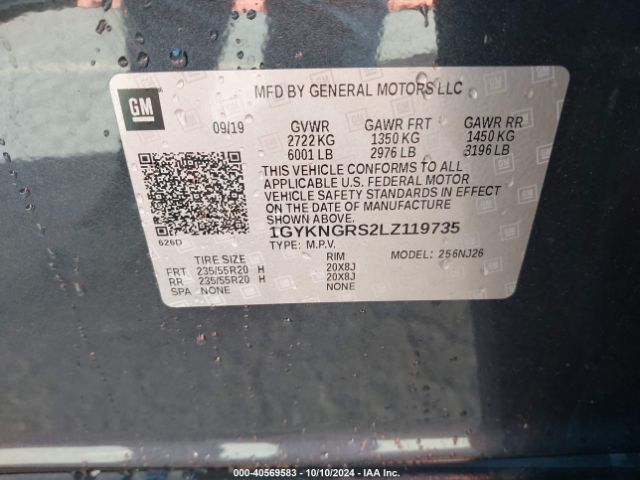 MFD BY GENERAL MOTORS LLC
GM
09/19 GVWR GAWR FRT GAWR RR
2722 KG 1350 KG 1450 KG
6001 LB 2976 LB 3196 LB
THIS VEHICLE CONFORMS TO ALL
APPLICABLE U.S. FEDERAL MOTOR
VEHICLE SAFETY STANDARDS IN EFFECT
ON THE DATE OF MANUFACTURE
SHOWN ABOVE.
1GYKNGRS2LZ119735
626D
TYPE: M.P.V. MODEL: 256NJ26
TIRE SIZE RIM
FRT 235/55R20 H 20X8J
RR 235/55R20 H 20X8J
SPA NONE NONE
000-40569583 - 10/10/2024 - IAA Inc.